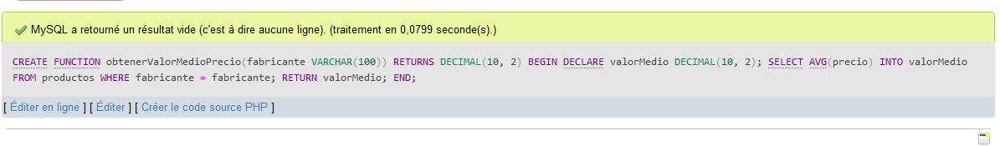 MySQL a retourné un résultat vide (c'est à dire aucune ligne). (traitement en 0,0799 seconde(s).)
CREATE FUNCTION obtenerValorMedioPrecio(fabricante VARCHAR(100)) RETURNS DECIMAL(10, 2) BEGIN DECLARE valorMedio DECIMAL(10, 2); SELECT AVG(precio) INTO valorMedio
FROM productos WHERE fabricante = fabricante; RETURN valorMedio; END;
[ Éditer en ligne ] [ Éditer ] [ Créer le code source PHP ]